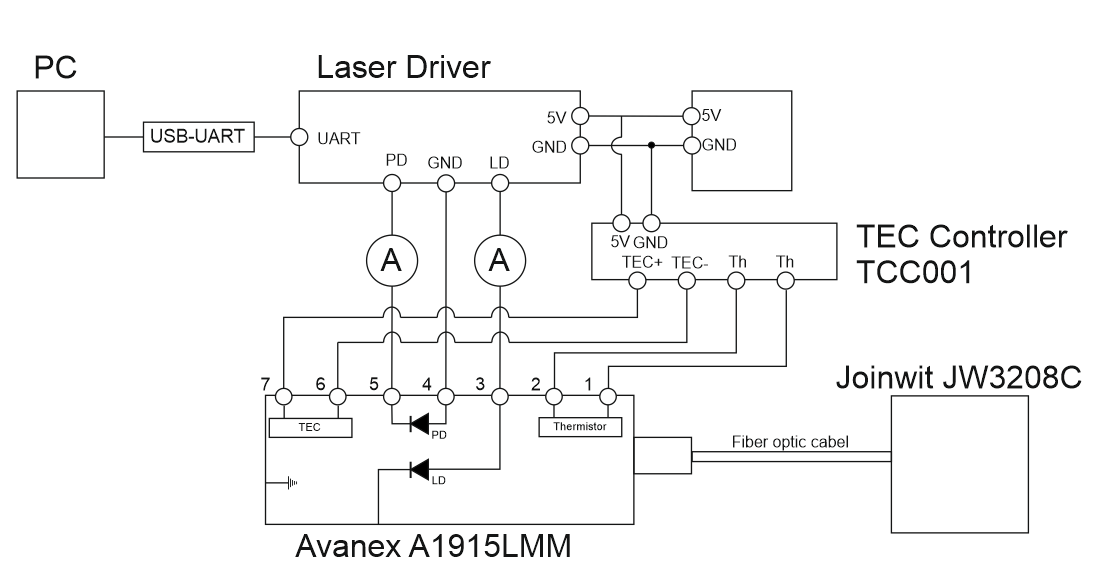 PC
Laser Driver
USB-UART
UART
5V
GND
PD
GND
LD
5V
GND
A
A
5V
GND
TEC+
TEC-
Th
Th
TEC Controller
TCC001
7
6
5
4
3
2
1
TEC
PD
LD
Thermistor
Fiber optic cabel
Joinwit JW3208C
Avanex A1915LMM